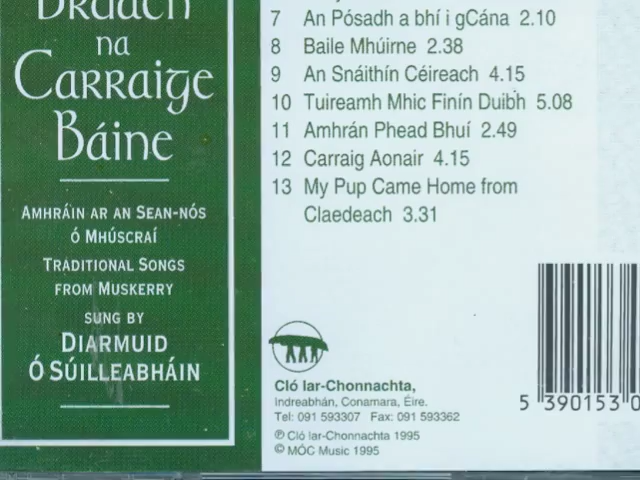 Bruach
na
Carraige
Báine
Amhráin ar an Sean-nós
ó Mhúscraí
Traditional Songs
from Muskerry
sung by
Diarmuid
Ó Súilleabháin
7 An Pósadh a bhí i gCána 2.10
8 Baile Mhúirne 2.38
9 An Snáithín Céireach 4.15
10 Tuireamh Mhic Finín Duibh 5.08
11 Amhrán Phead Bhuí 2.49
12 Carraig Aonair 4.15
13 My Pup Came Home from
Claedeach 3.31
Cló Iar-Chonnachta,
Indreabhán, Conamara, Éire.
Tel: 091 593307 Fax: 091 593362
℗ Cló Iar-Chonnachta 1995
© MÓC Music 1995
5 390153 0